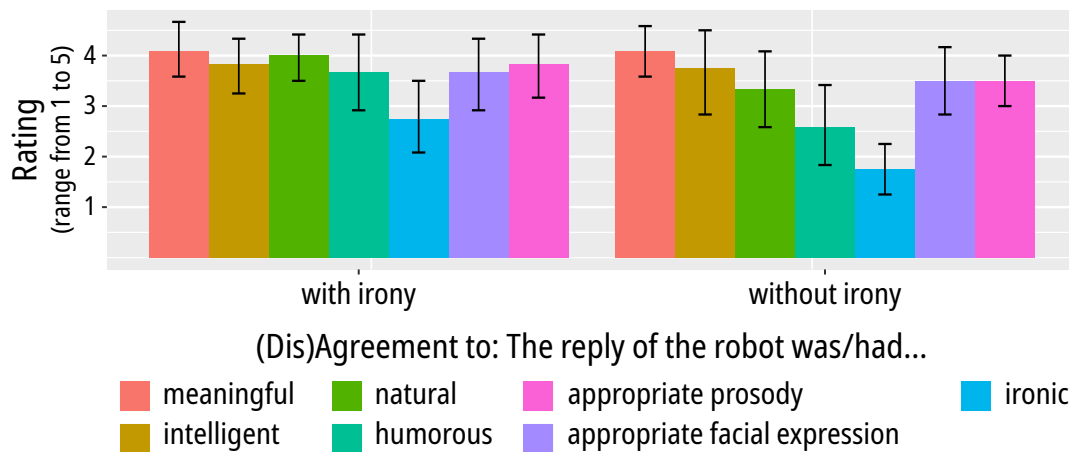 Rating
(range from 1 to 5)
4
3
2
1
with irony
without irony
(Dis)Agreement to: The reply of the robot was/had...
meaningful
natural
appropriate prosody
ironic
intelligent
humorous
appropriate facial expression